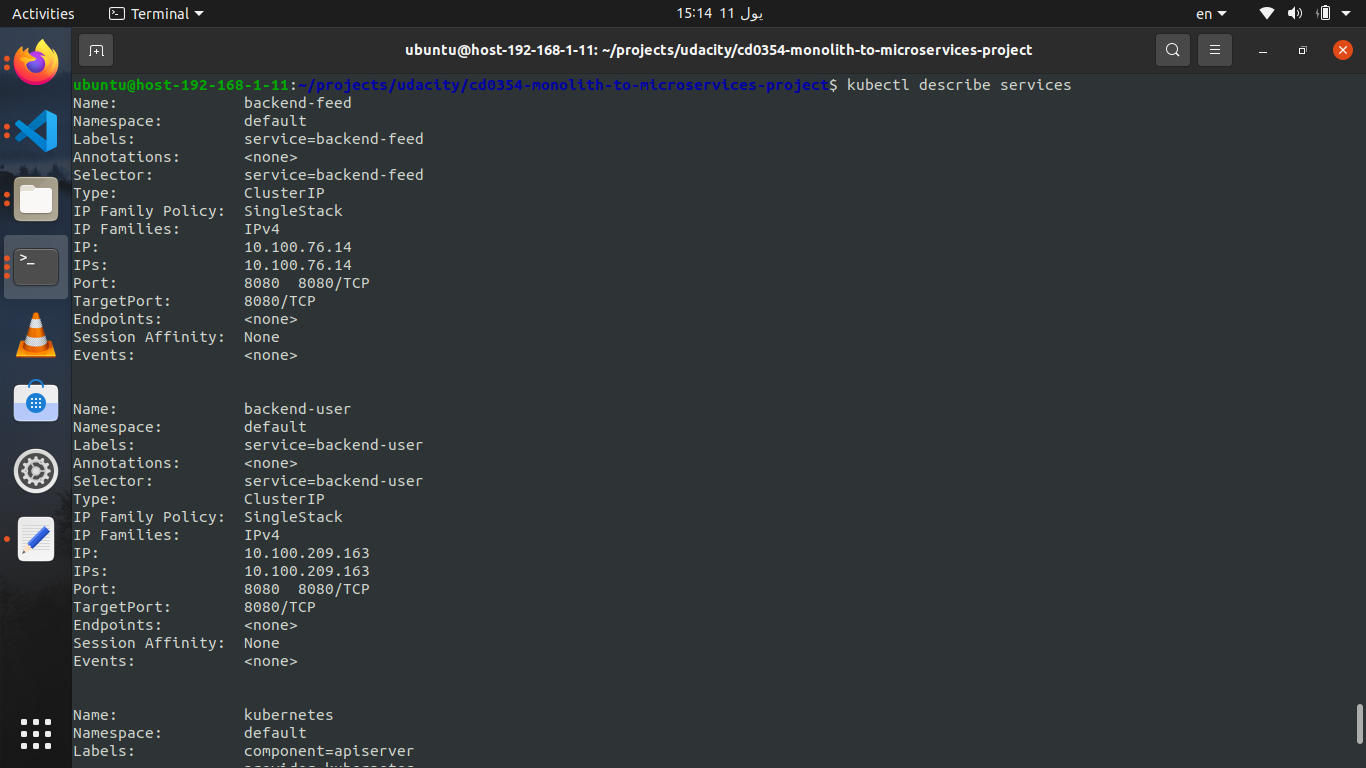 Activities
Terminal
15:14 11 يول
en
ubuntu@host-192-168-1-11: ~/projects/udacity/cd0354-monolith-to-microservices-project
ubuntu@host-192-168-1-11:~/projects/udacity/cd0354-monolith-to-microservices-project$ kubectl describe services
Name: backend-feed
Namespace: default
Labels: service=backend-feed
Annotations: <none>
Selector: service=backend-feed
Type: ClusterIP
IP Family Policy: SingleStack
IP Families: IPv4
IP: 10.100.76.14
IPs: 10.100.76.14
Port: 8080 8080/TCP
TargetPort: 8080/TCP
Endpoints: <none>
Session Affinity: None
Events: <none>
Name: backend-user
Namespace: default
Labels: service=backend-user
Annotations: <none>
Selector: service=backend-user
Type: ClusterIP
IP Family Policy: SingleStack
IP Families: IPv4
IP: 10.100.209.163
IPs: 10.100.209.163
Port: 8080 8080/TCP
TargetPort: 8080/TCP
Endpoints: <none>
Session Affinity: None
Events: <none>
Name: kubernetes
Namespace: default
Labels: component=apiserver